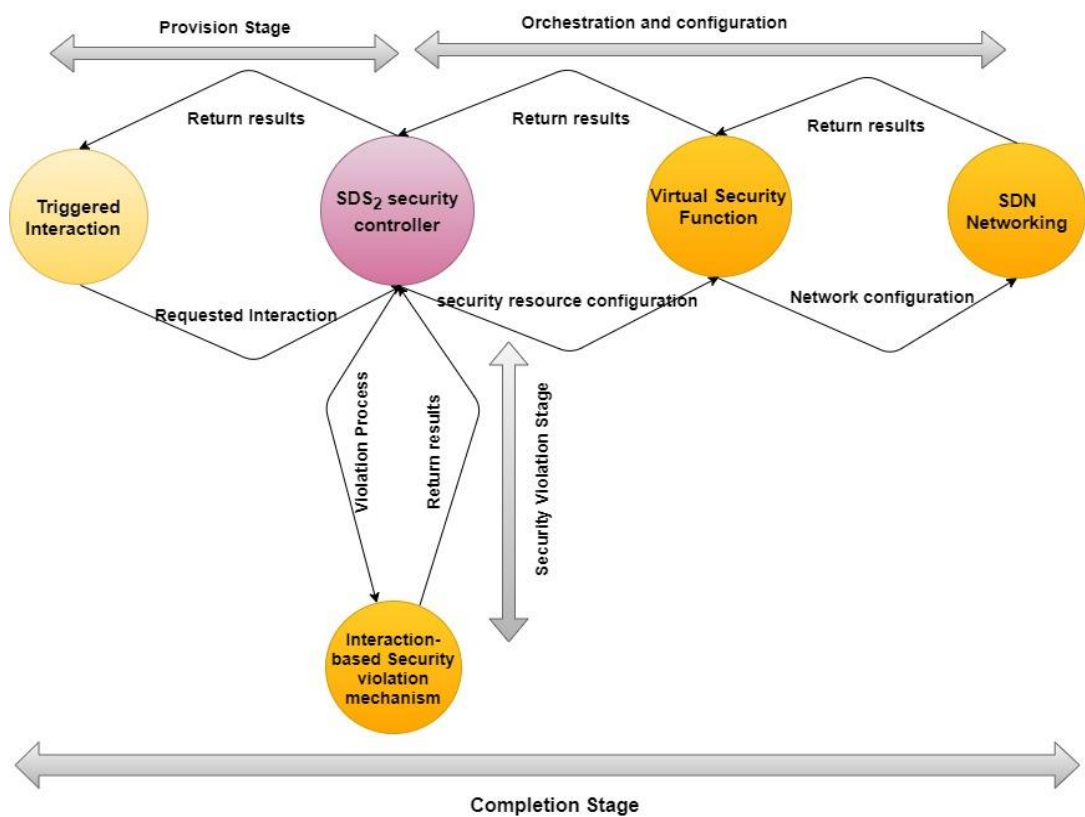 Provision Stage
Orchestration and configuration
Return results
Return results
Return results
Triggered
Interaction
SDS₂ security
controller
Virtual Security
Function
SDN
Networking
Requested Interaction
security resource configuration
Network configuration
Violation Process
Return results
Security Violation Stage
Interaction-
based Security
violation
mechanism
Completion Stage